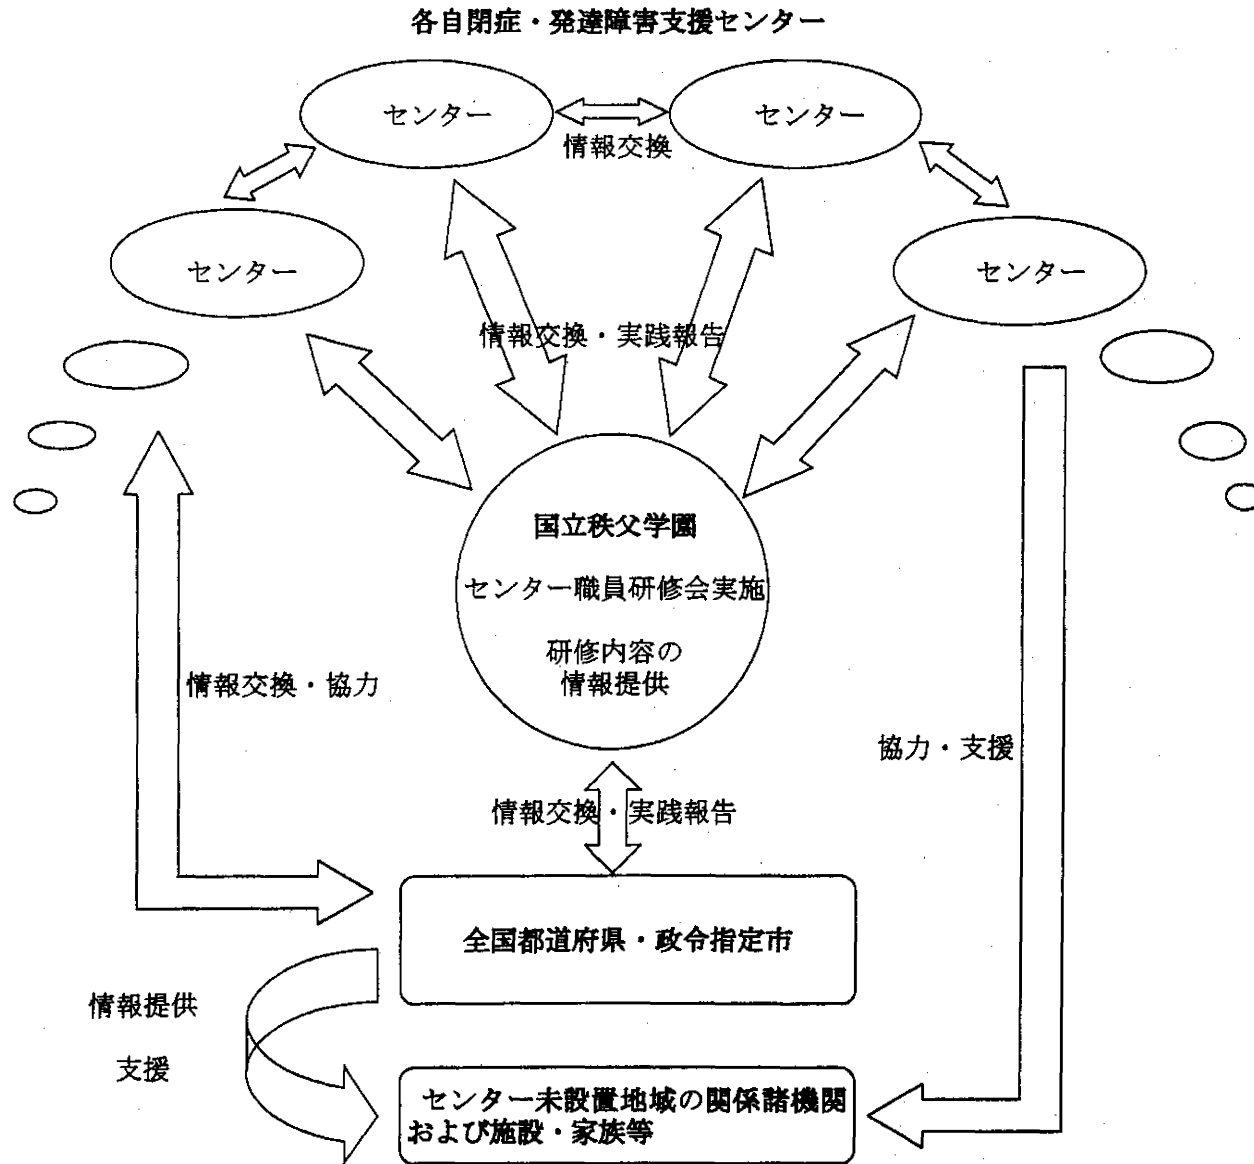 各自閉症・発達障害支援センター
センター
センター
情報交換
センター
センター
情報交換・実践報告
国立秩父学園
センター職員研修会実施
研修内容の
情報提供
情報交換・協力
協力・支援
情報交換・実践報告
全国都道府県・政令指定市
情報提供
支援
センター未設置地域の関係諸機関
および施設・家族等